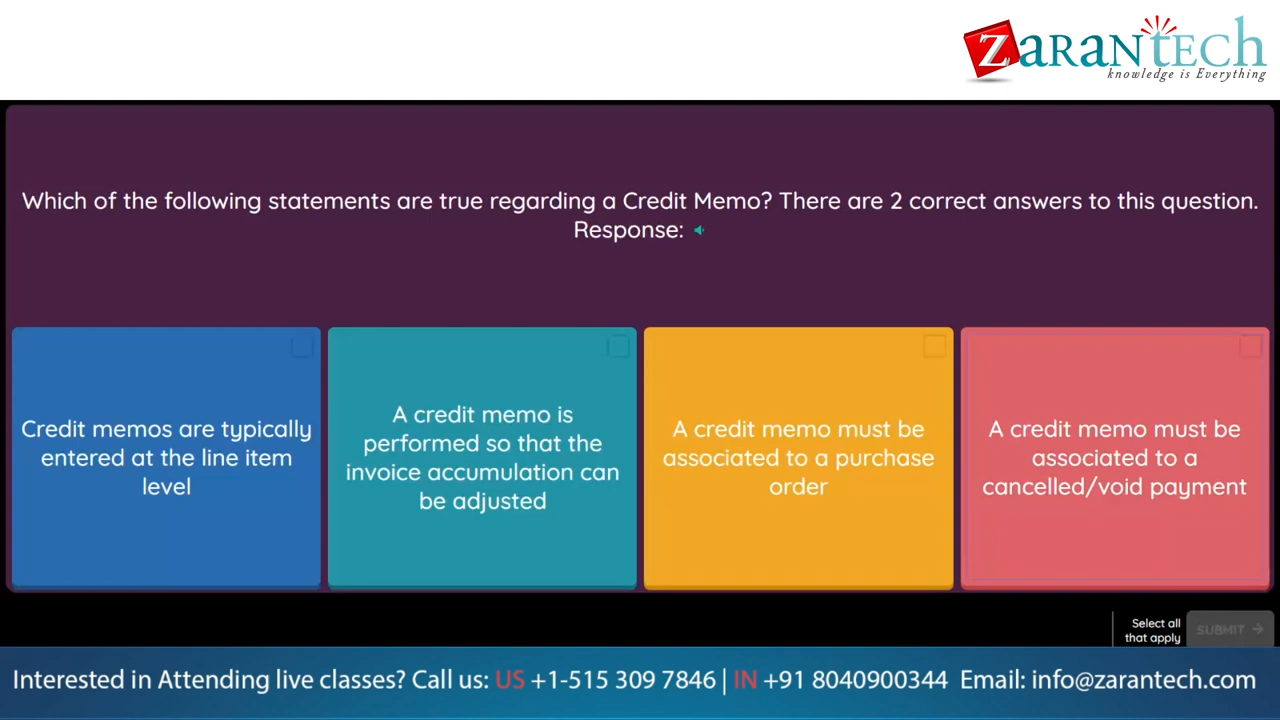 ZARANTECH
knowledge is Everything
Which of the following statements are true regarding a Credit Memo? There are 2 correct answers to this question.
Response:
Credit memos are typically
entered at the line item
level
A credit memo is
performed so that the
invoice accumulation can
be adjusted
A credit memo must be
associated to a purchase
order
A credit memo must be
associated to a
cancelled/void payment
Select all
that apply
SUBMIT →
Interested in Attending live classes? Call us: US +1-515 309 7846 | IN +91 8040900344 Email: info@zarantech.com